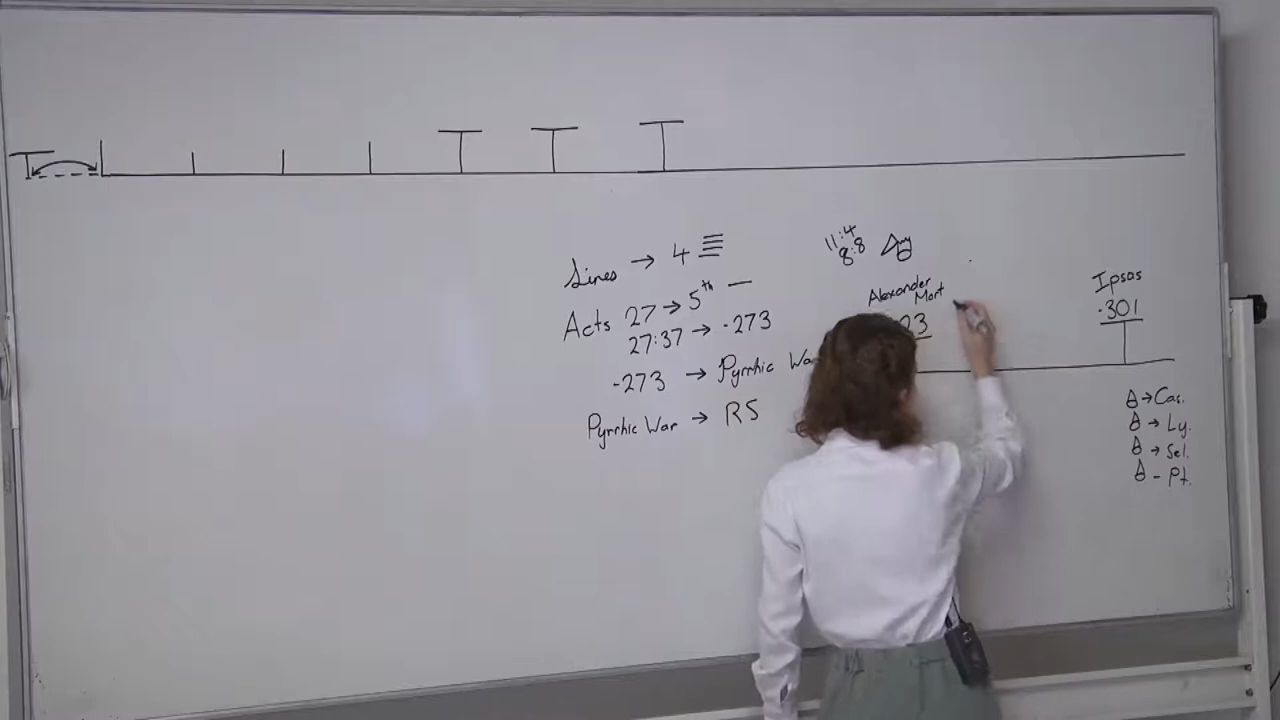 Lines → 4
Acts 27 → 5th
27:37 → -273
-273 → Pyrrhic War
Pyrrhic War → RS
11:4
8:8
Alexander
Mort
23
Ipsos
-301
→ Cas.
→ Ly.
→ Sel.
- Pt.